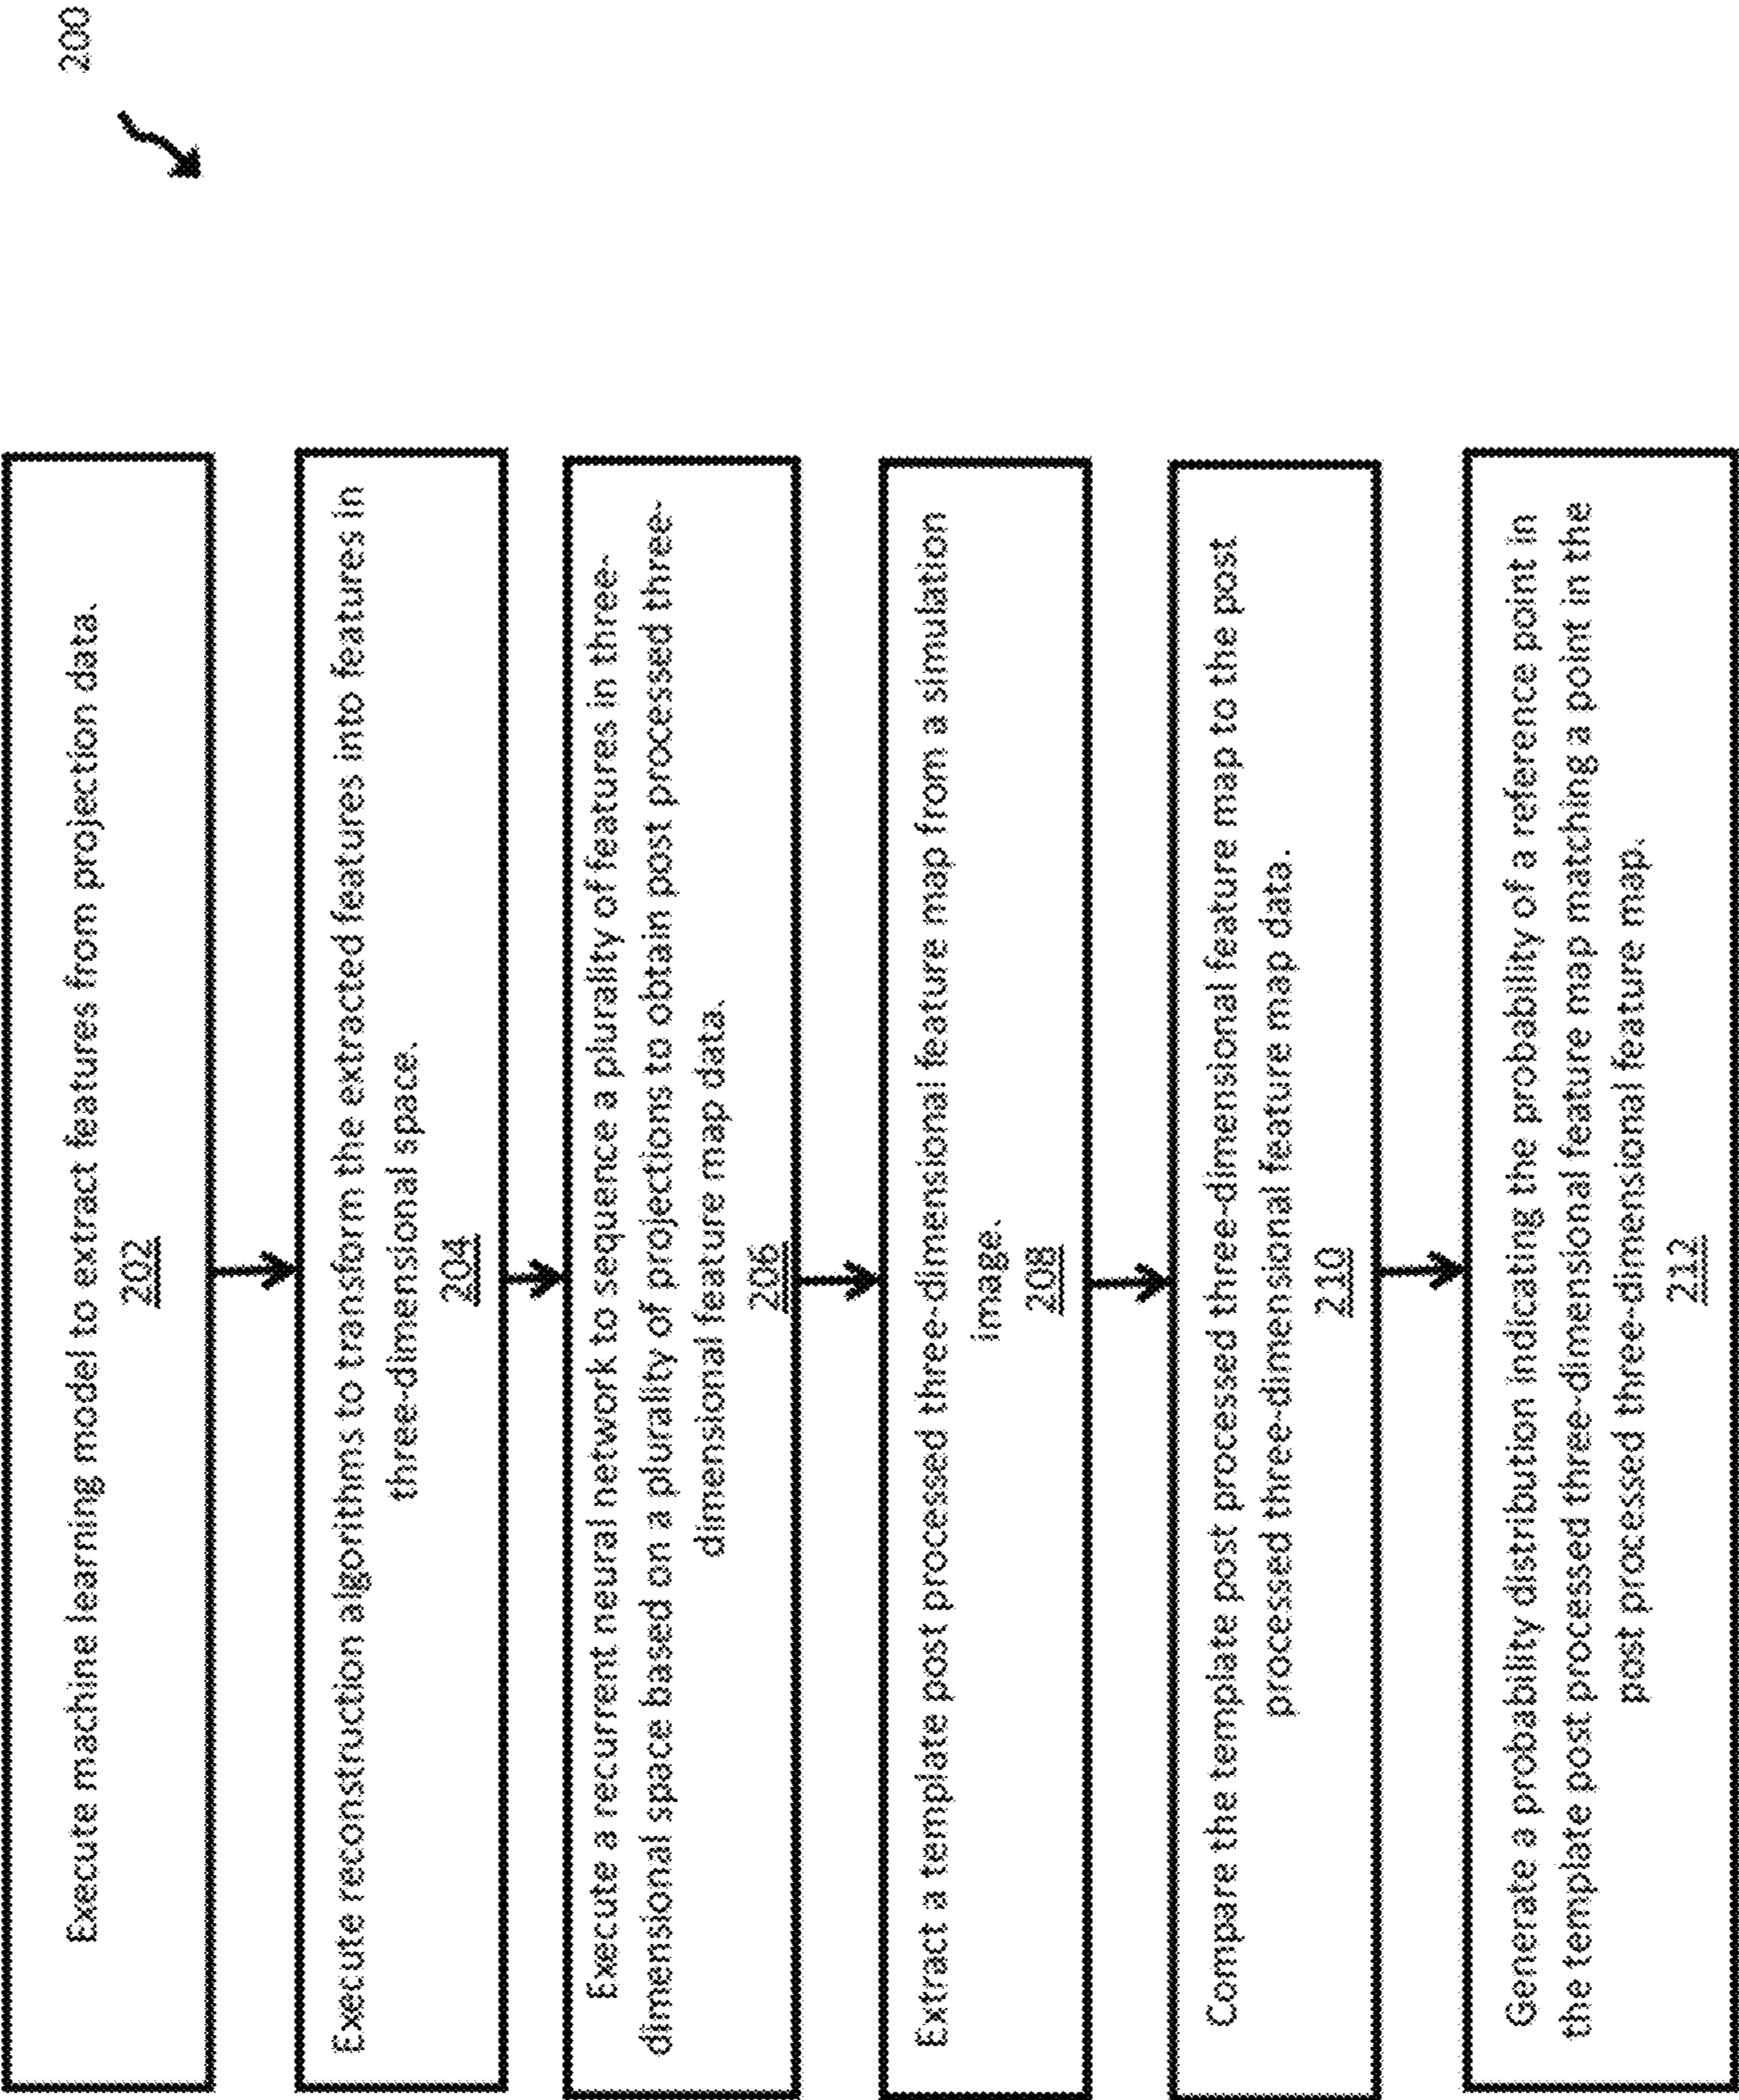 200
Execute machine learning model to extract features from projection data.
202
Execute reconstruction algorithms to transform the extracted features into features in
three-dimensional space.
204
Execute a recurrent neural network to sequence a plurality of features in three-
dimensional space based on a plurality of projections to obtain post processed three-
dimensional feature map data.
206
Extract a template post processed three-dimensional feature map from a simulation
image.
208
Compare the template post processed three-dimensional feature map to the post
processed three-dimensional feature map data.
210
Generate a probability distribution indicating the probability of a reference point in
the template post processed three-dimensional feature map matching a point in the
post processed three-dimensional feature map.
212